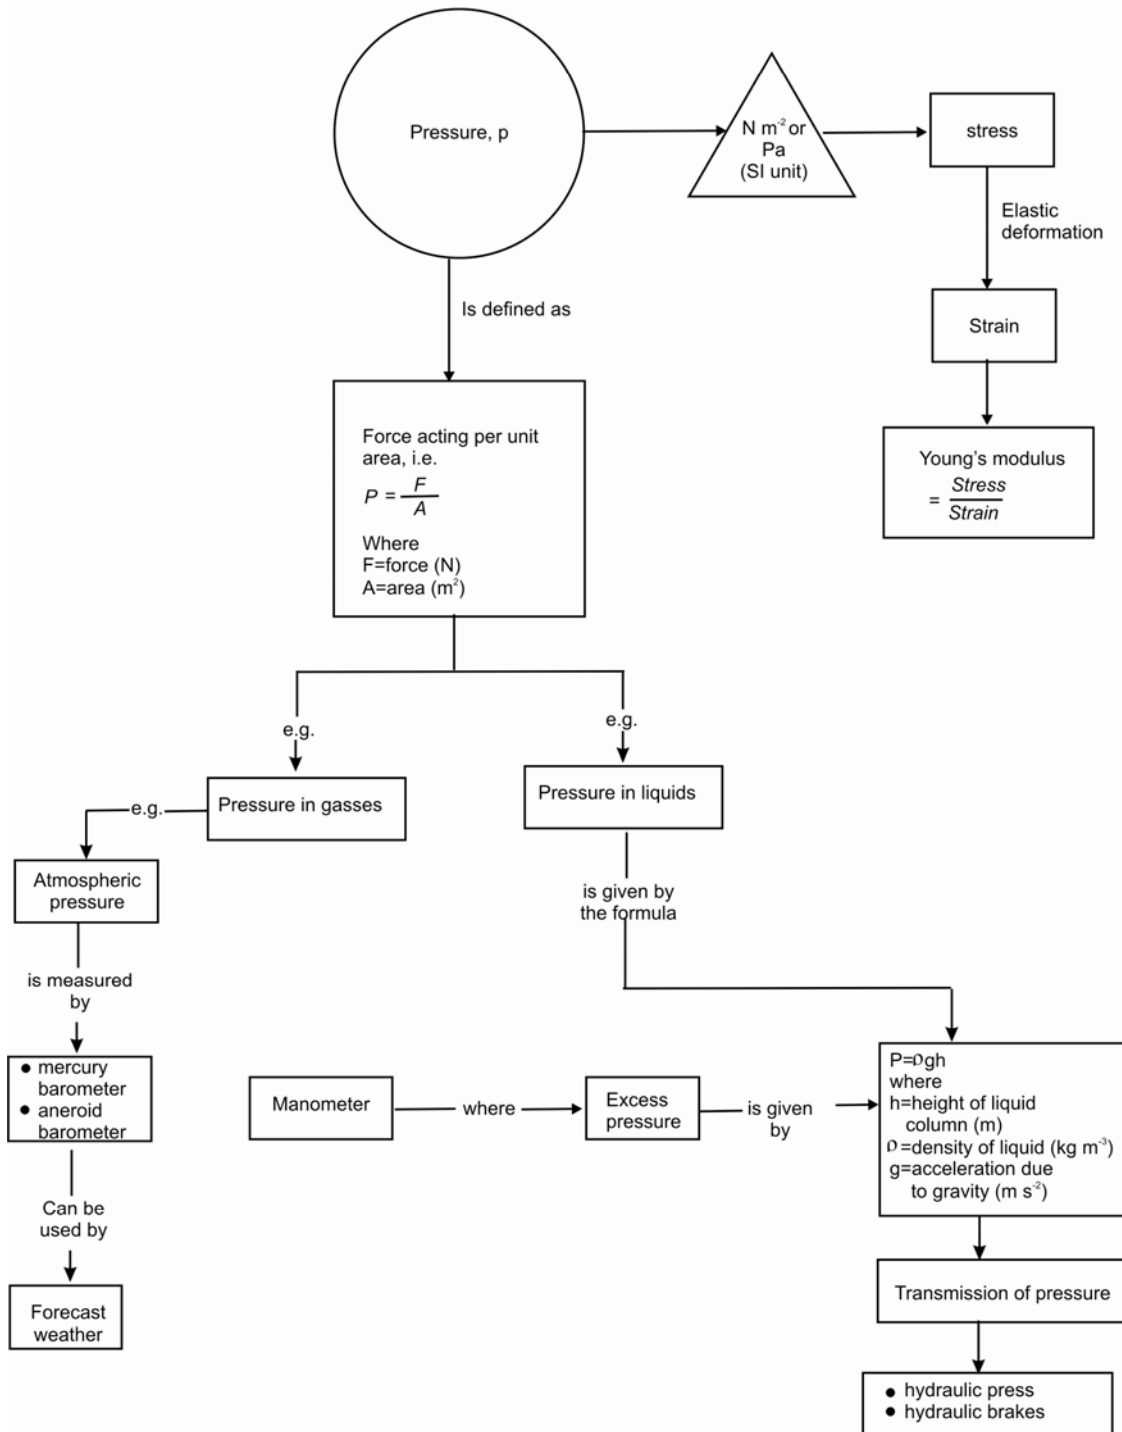 Pressure, p
N m⁻² or
Pa
(SI unit)
stress
Elastic
deformation
Strain
Young's modulus
= Stress
Strain
Is defined as
Force acting per unit
area, i.e.
P = F
A
Where
F=force (N)
A=area (m²)
e.g.
e.g.
Pressure in gasses
Pressure in liquids
e.g.
Atmospheric
pressure
is given by
the formula
is measured
by
● mercury
barometer
● aneroid
barometer
Manometer
where
Excess
pressure
is given
by
P=ρgh
where
h=height of liquid
column (m)
ρ=density of liquid (kg m⁻³)
g=acceleration due
to gravity (m s⁻²)
Can be
used by
Forecast
weather
Transmission of pressure
● hydraulic press
● hydraulic brakes